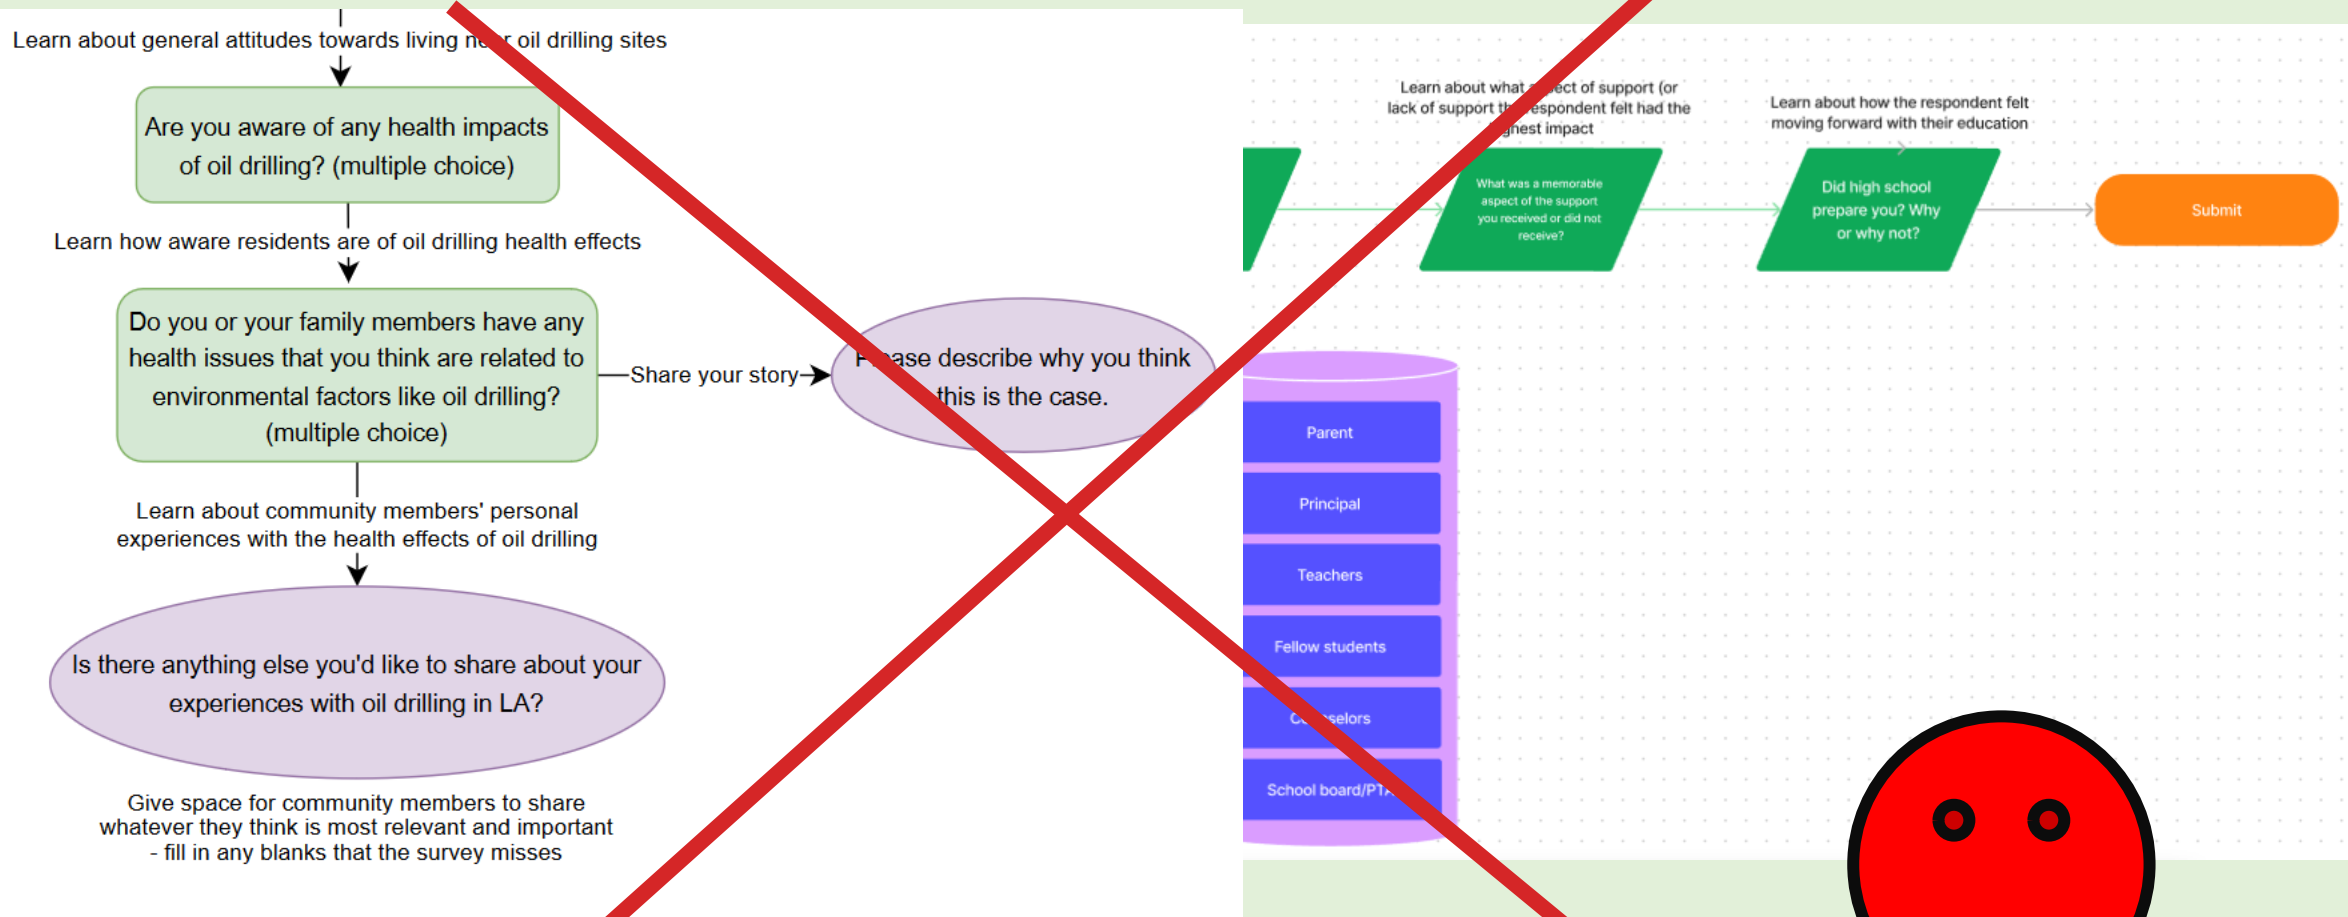 Learn about general attitudes towards living near oil drilling sites
Are you aware of any health impacts
of oil drilling? (multiple choice)
Learn how aware residents are of oil drilling health effects
Do you or your family members have any
health issues that you think are related to
environmental factors like oil drilling?
(multiple choice)
Share your story
Please describe why you think
this is the case.
Learn about community members' personal
experiences with the health effects of oil drilling
Is there anything else you'd like to share about your
experiences with oil drilling in LA?
Give space for community members to share
whatever they think is most relevant and important
- fill in any blanks that the survey misses
Learn about what aspect of support (or
lack of support the respondent felt had the
highest impact
What was a memorable
aspect of the support
you received or did not
receive?
Learn about how the respondent felt
moving forward with their education
Did high school
prepare you? Why
or why not?
Submit
Parent
Principal
Teachers
Fellow students
Counselors
School board/PTA